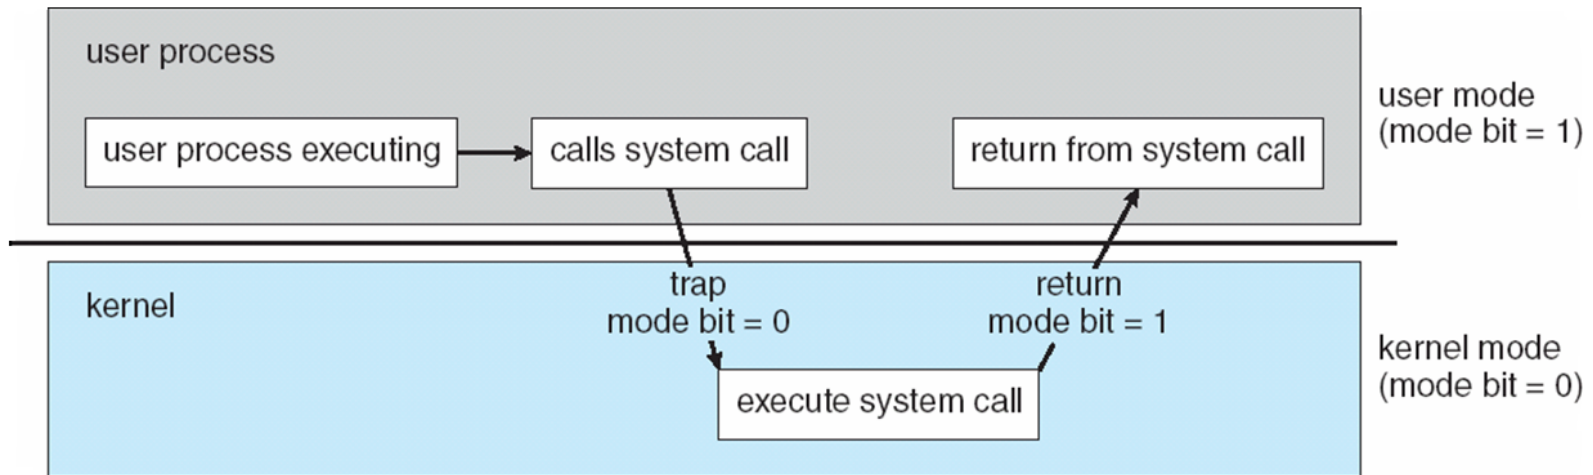 user process
user process executing
calls system call
return from system call
user mode
(mode bit = 1)
kernel
trap
mode bit = 0
return
mode bit = 1
execute system call
kernel mode
(mode bit = 0)